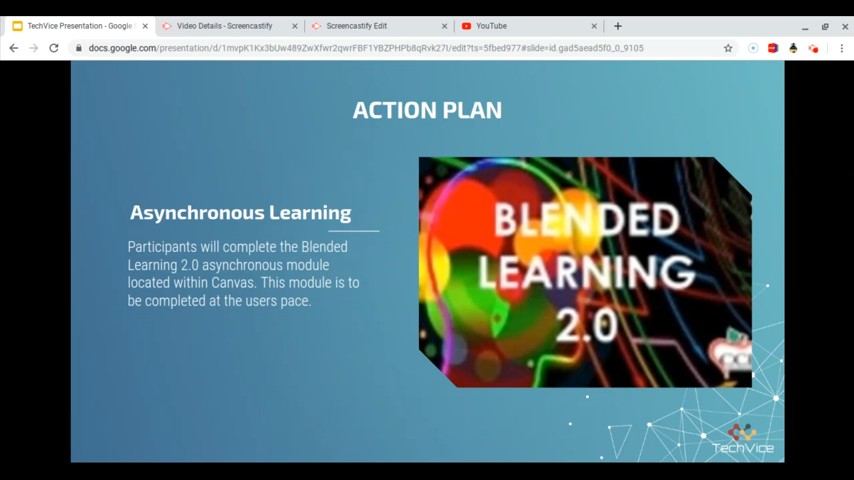 TechVice Presentation - Google
Video Details - Screencastify
Screencastify Edit
YouTube
docs.google.com/presentation/d/1mvpK1Kx3bUw489ZwXfwr2qwrFBF1YBZPHPb8qRvk27I/edit?ts=5fbed977#slide=id.gad5aead5f0_0_9105
ACTION PLAN
Asynchronous Learning
Participants will complete the Blended
Learning 2.0 asynchronous module
located within Canvas. This module is to
be completed at the users pace.
BLENDED
LEARNING
2.0
TechVice